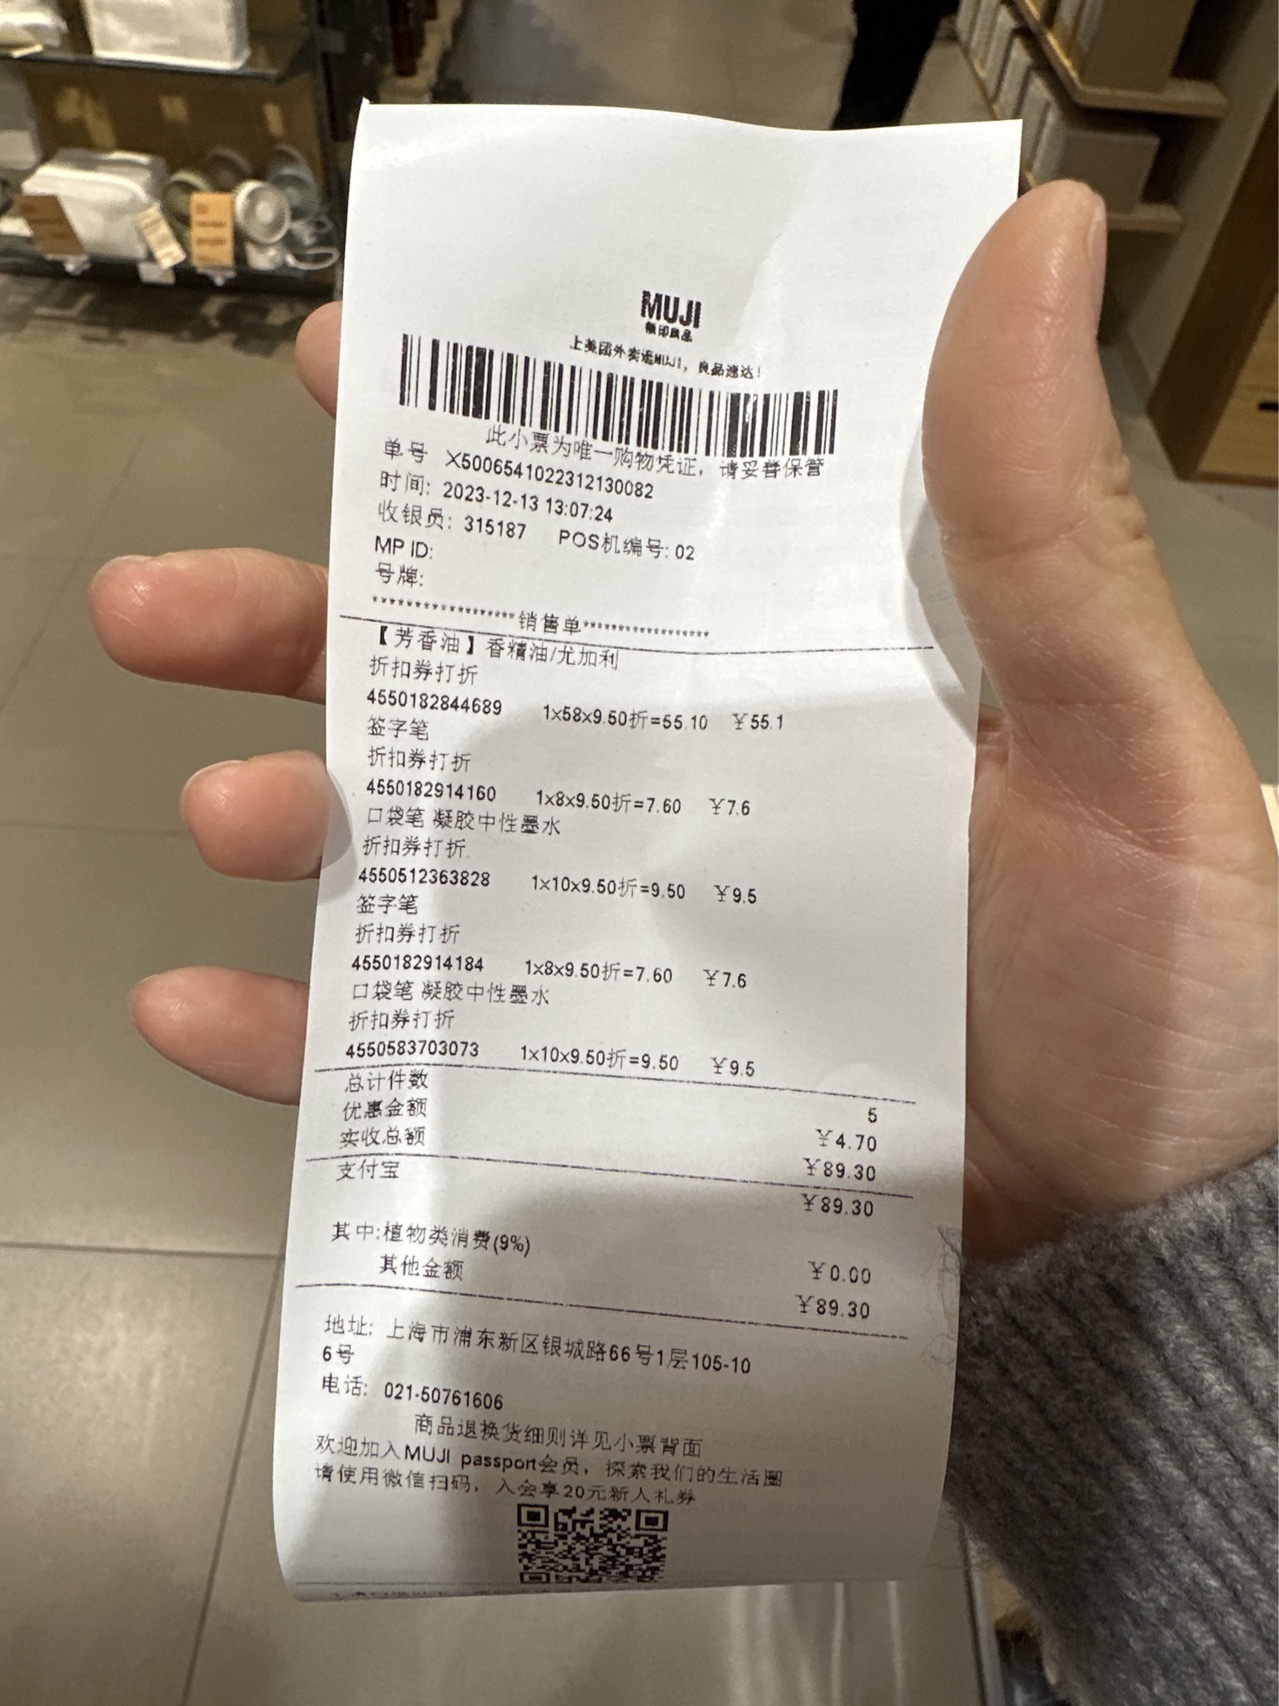 MUJI
無印良品
上美团外卖逛MUJI，良品速达！
此小票为唯一购物凭证，请妥善保管
单号 X5006541022312130082
时间: 2023-12-13 13:07:24
收银员: 315187 POS机编号: 02
MP ID:
号牌:
******************销售单******************
【芳香油】香精油/尤加利
折扣券打折
4550182844689 1x58x9.50折=55.10 ¥55.1
签字笔
折扣券打折
4550182914160 1x8x9.50折=7.60 ¥7.6
口袋笔 凝胶中性墨水
折扣券打折
4550512363828 1x10x9.50折=9.50 ¥9.5
签字笔
折扣券打折
4550182914184 1x8x9.50折=7.60 ¥7.6
口袋笔 凝胶中性墨水
折扣券打折
4550583703073 1x10x9.50折=9.50 ¥9.5
总计件数 5
优惠金额 ¥4.70
实收总额 ¥89.30
支付宝 ¥89.30
其中:植物类消费(9%) ¥0.00
其他金额 ¥89.30
地址: 上海市浦东新区银城路66号1层105-10
6号
电话: 021-50761606
商品退换货细则详见小票背面
欢迎加入MUJI passport会员，探索我们的生活圈
请使用微信扫码，入会享20元新人礼券